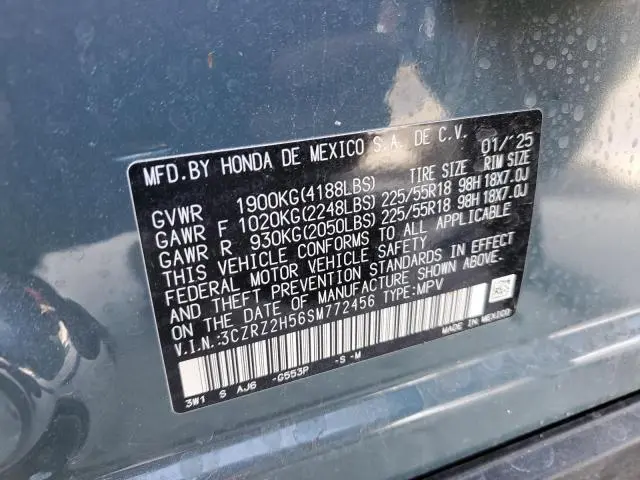 MFD.BY HONDA DE MEXICO S.A. DE C.V. 01/'25
TIRE SIZE RIM SIZE
GVWR 1900KG(4188LBS)
GAWR F 1020KG(2248LBS) 225/55R18 98H 18X7.0J
GAWR R 930KG(2050LBS) 225/55R18 98H 18X7.0J
THIS VEHICLE CONFORMS TO ALL APPLICABLE
FEDERAL MOTOR VEHICLE SAFETY
AND THEFT PREVENTION STANDARDS IN EFFECT
ON THE DATE OF MANUFACTURE SHOWN ABOVE.
V.I.N.:3CZRZ2H56SM772456 TYPE:MPV
MADE IN MEXICO
3W1 S AJ6 -G553P -S -M